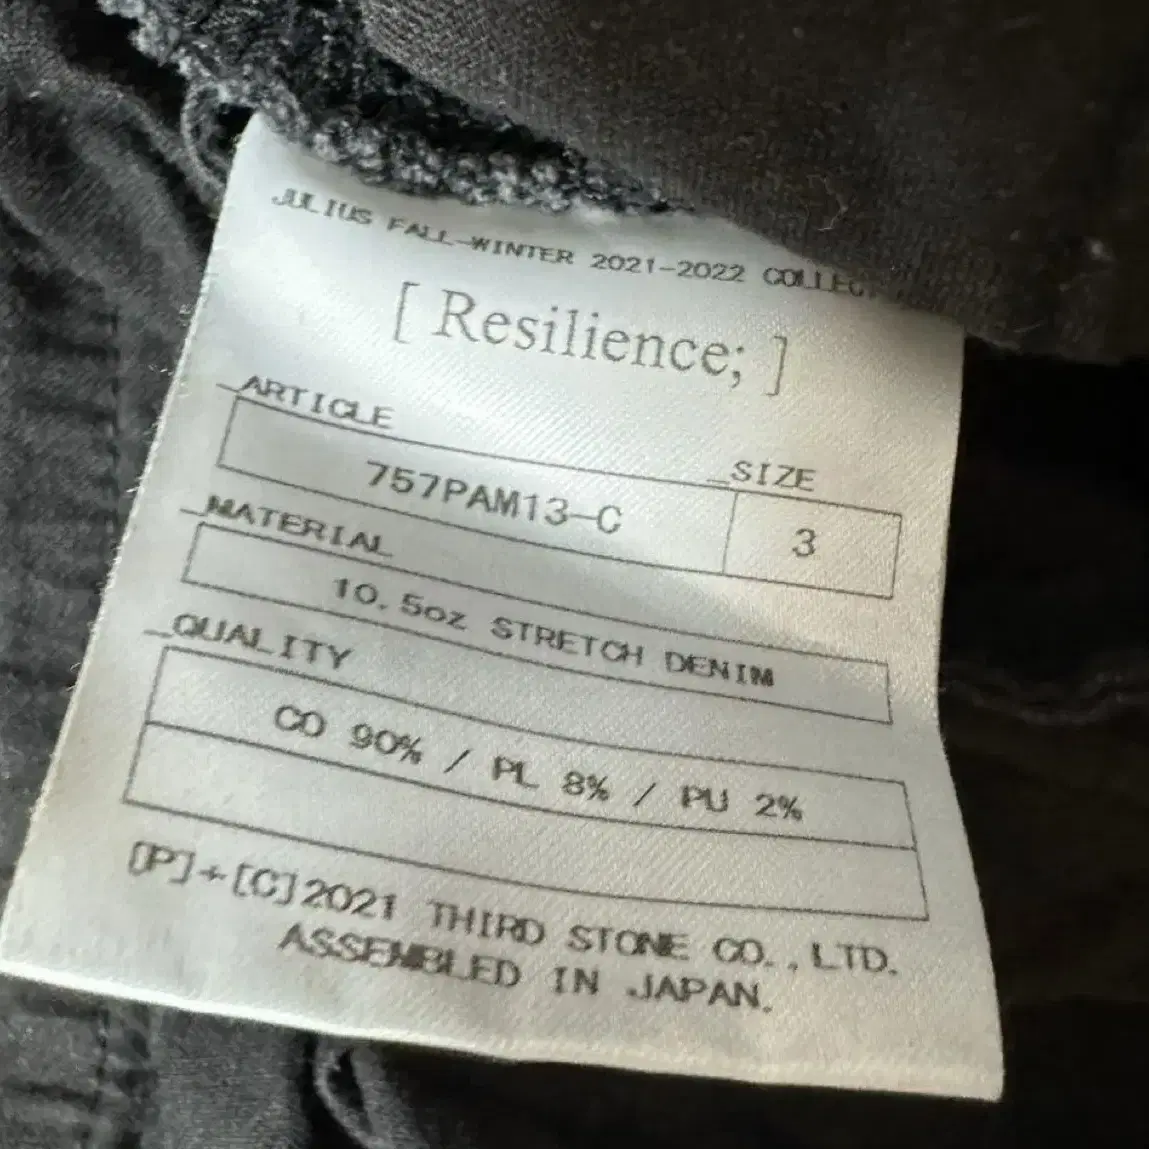 JULIUS FALL-WINTER 2021-2022
[ Resilience; ]
_ARTICLE _SIZE
757PAM13-C 3
_MATERIAL
10.5oz STRETCH DENIM
_QUALITY
CO 90% / PL 8% / PU 2%
[P]+[C]2021 THIRD STONE CO.,LTD.
ASSEMBLED IN JAPAN.